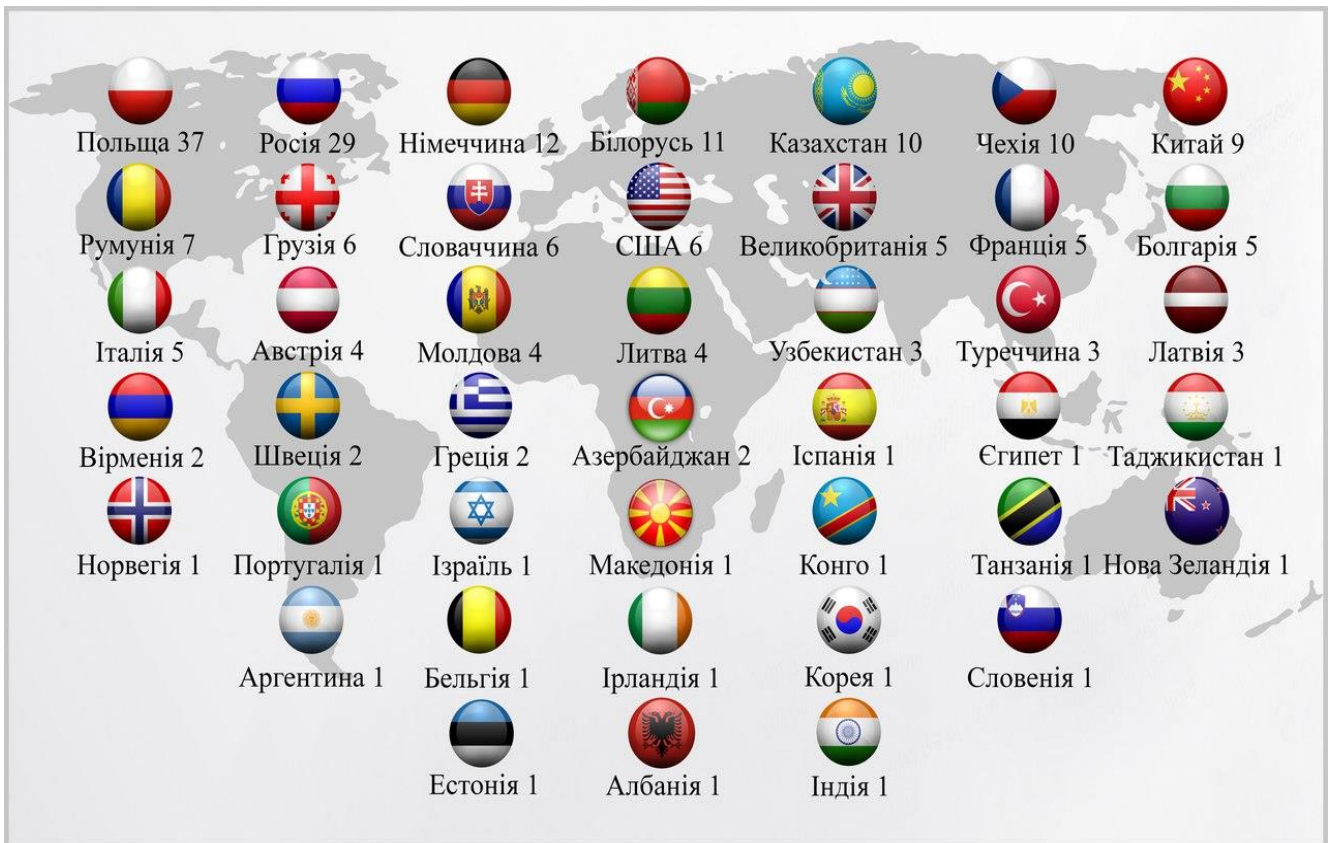 Польща 37 Росія 29 Німеччина 12 Білорусь 11 Казахстан 10 Чехія 10 Китай 9
Румунія 7 Грузія 6 Словаччина 6 США 6 Великобританія 5 Франція 5 Болгарія 5
Італія 5 Австрія 4 Молдова 4 Литва 4 Узбекистан 3 Туреччина 3 Латвія 3
Вірменія 2 Швеція 2 Греція 2 Азербайджан 2 Іспанія 1 Єгипет 1 Таджикистан 1
Норвегія 1 Португалія 1 Ізраїль 1 Македонія 1 Конго 1 Танзанія 1 Нова Зеландія 1
Аргентина 1 Бельгія 1 Ірландія 1 Корея 1 Словенія 1
Естонія 1 Албанія 1 Індія 1